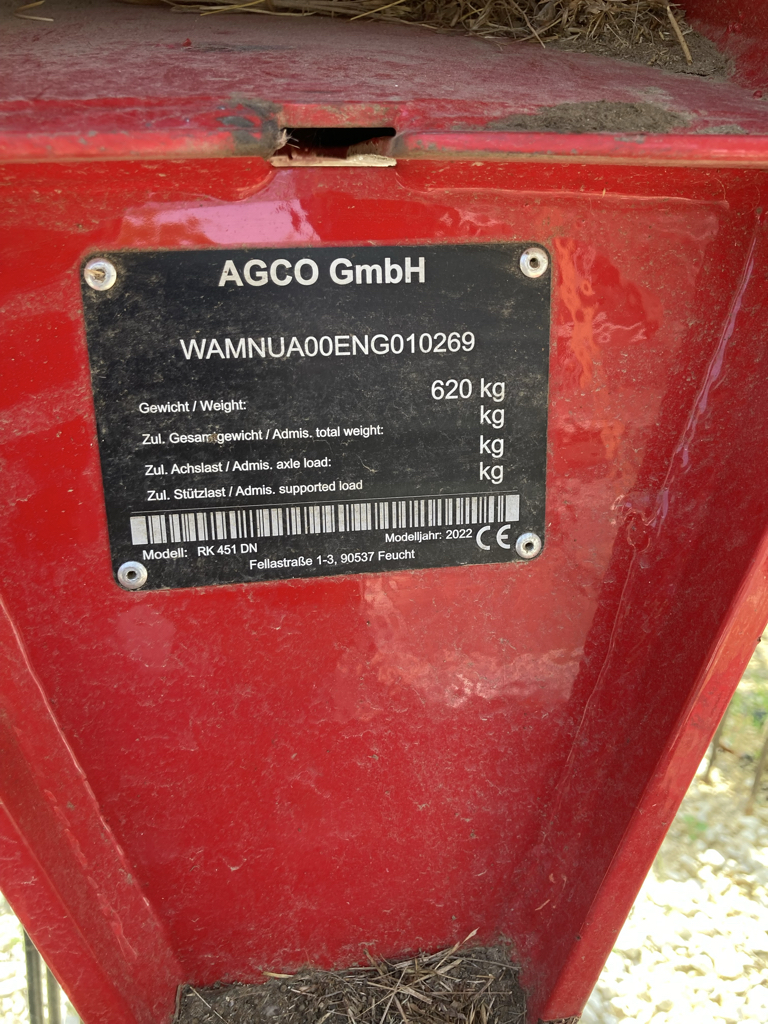 AGCO GmbH
WAMNUA00ENG010269
Gewicht / Weight: 620 kg
Zul. Gesamtgewicht / Admis. total weight: kg
Zul. Achslast / Admis. axle load: kg
Zul. Stützlast / Admis. supported load kg
Modell: RK 451 DN Modelljahr: 2022 CE
Fellastraße 1-3, 90537 Feucht